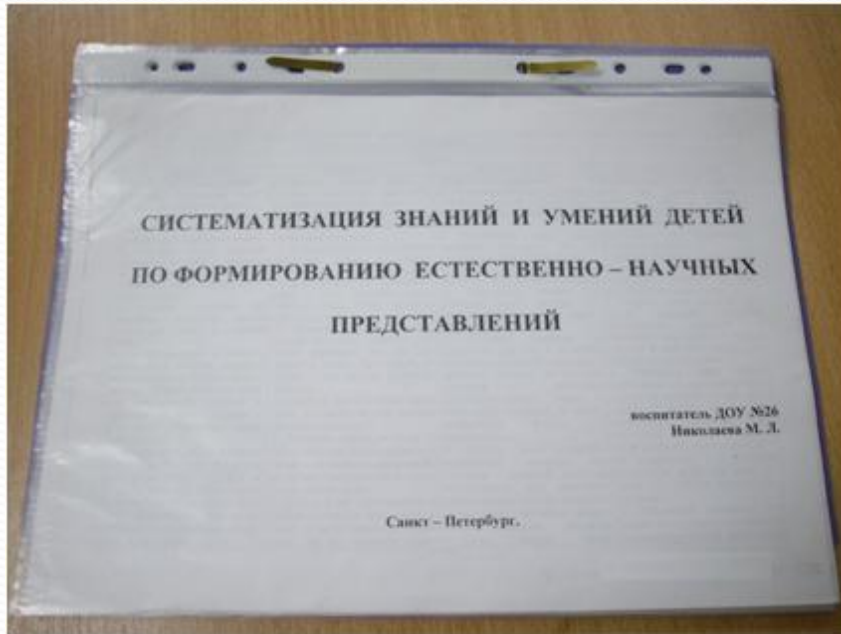 СИСТЕМАТИЗАЦИЯ ЗНАНИЙ И УМЕНИЙ ДЕТЕЙ
ПО ФОРМИРОВАНИЮ ЕСТЕСТВЕННО – НАУЧНЫХ
ПРЕДСТАВЛЕНИЙ
воспитатель ДОУ №26
Николаева М. Л.
Санкт – Петербург.